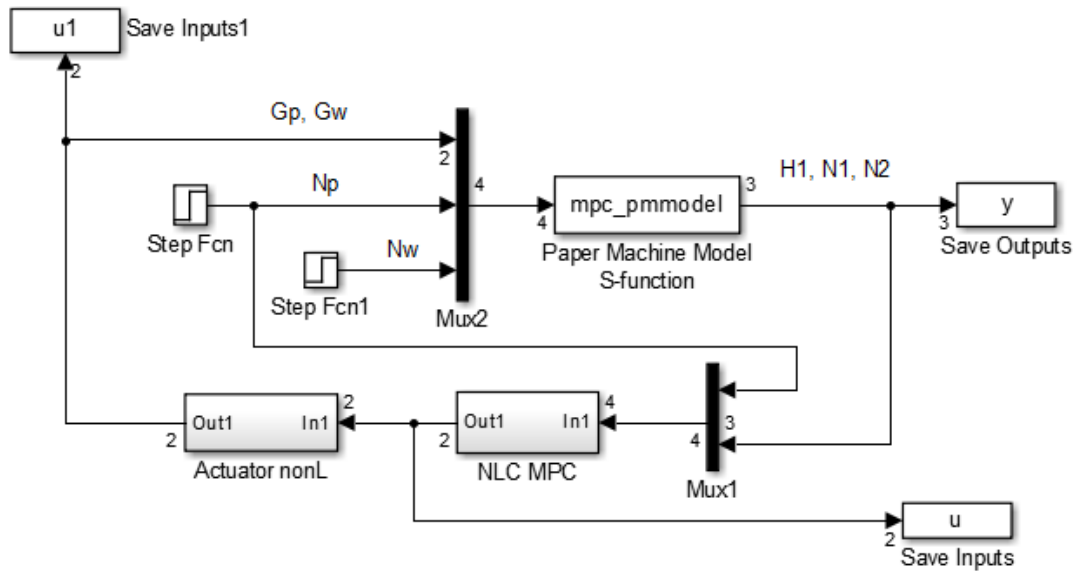 u1
Save Inputs1
2
Gp, Gw
2
Np
4
3
H1, N1, N2
mpc_pmmodel
4
y
3
Step Fcn
Nw
Paper Machine Model
S-function
Save Outputs
Step Fcn1
Mux2
Out1
In1
2
2
Actuator nonL
Out1
In1
4
2
NLC MPC
3
4
Mux1
u
2
Save Inputs